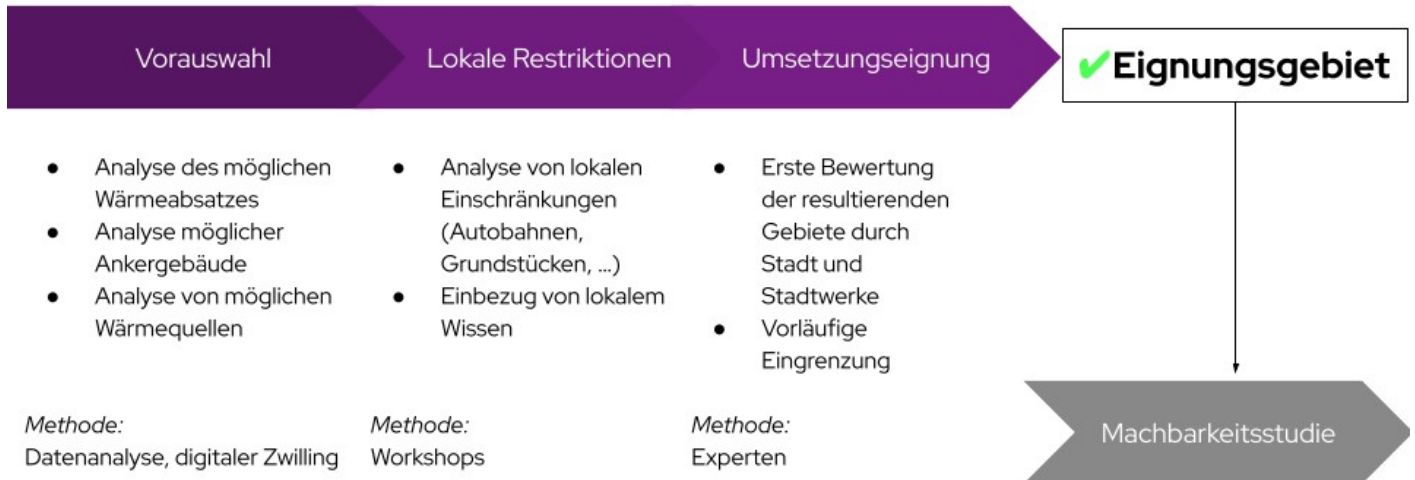 Vorauswahl
Lokale Restriktionen
Umsetzungseignung
✔Eignungsgebiet
● Analyse des möglichen
Wärmeabsatzes
● Analyse möglicher
Ankergebäude
● Analyse von möglichen
Wärmequellen
Methode:
Datenanalyse, digitaler Zwilling
● Analyse von lokalen
Einschränkungen
(Autobahnen,
Grundstücken, ...)
● Einbezug von lokalem
Wissen
Methode:
Workshops
● Erste Bewertung
der resultierenden
Gebiete durch
Stadt und
Stadtwerke
● Vorläufige
Eingrenzung
Methode:
Experten
Machbarkeitsstudie